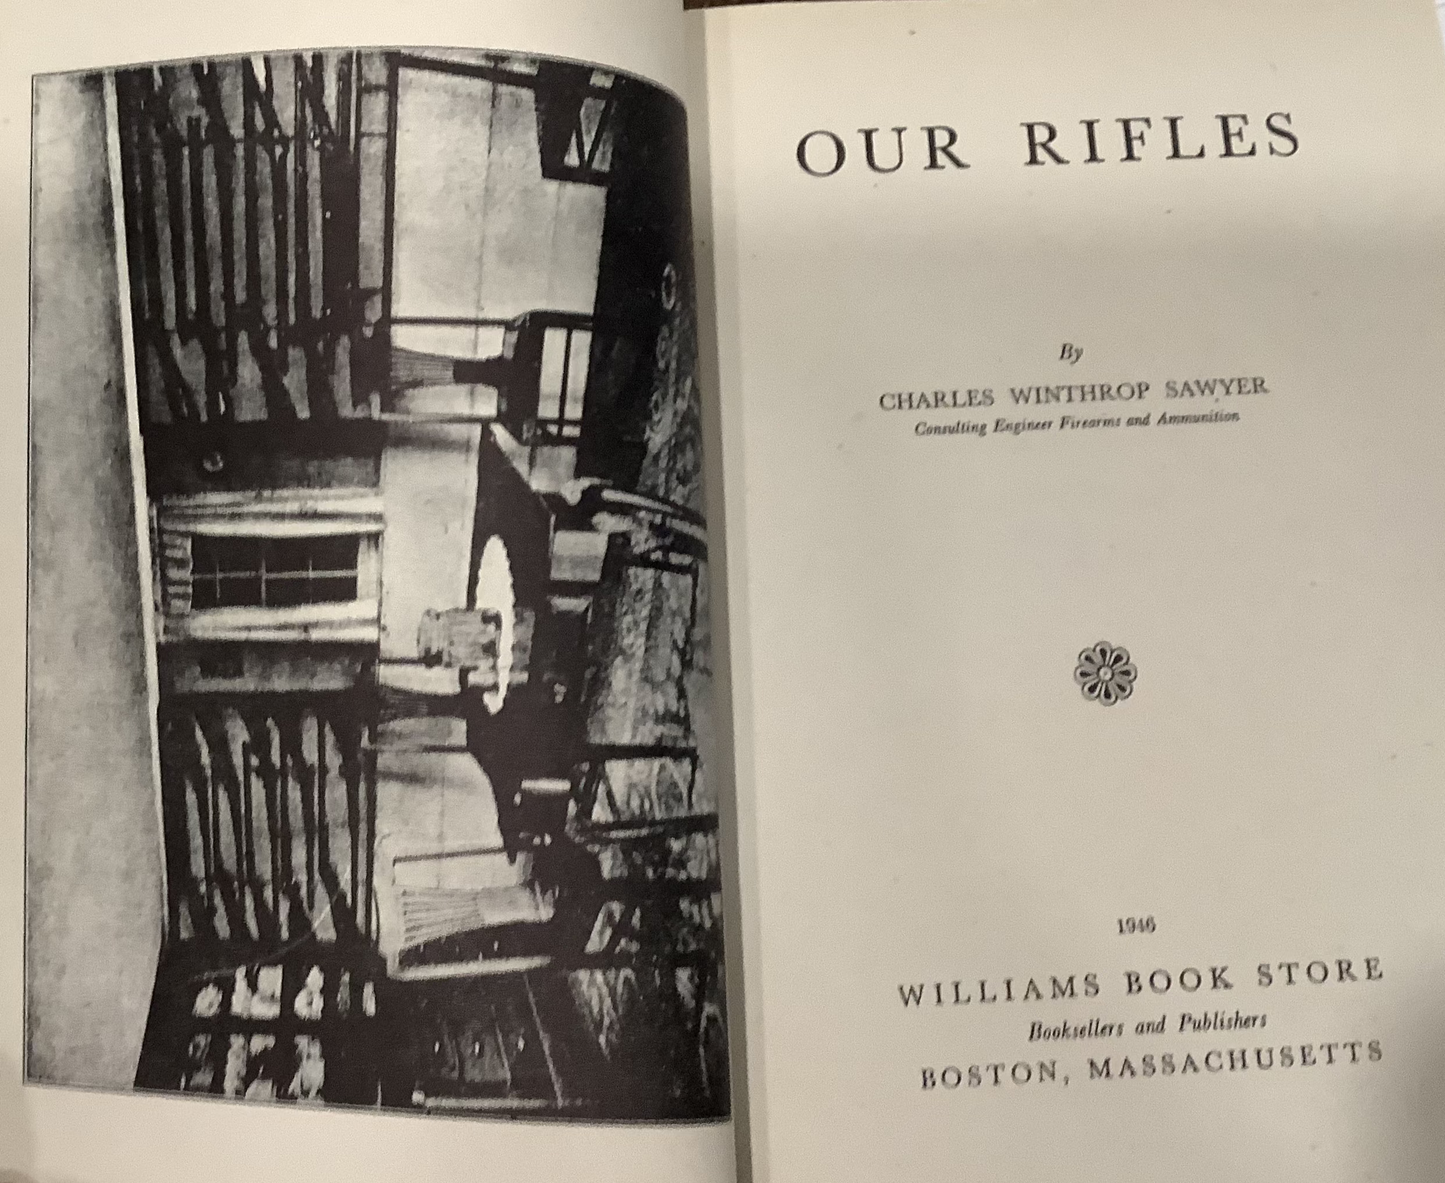 OUR RIFLES
By
CHARLES WINTHROP SAWYER
Consulting Engineer Firearms and Ammunition
1946
WILLIAMS BOOK STORE
Booksellers and Publishers
BOSTON, MASSACHUSETTS